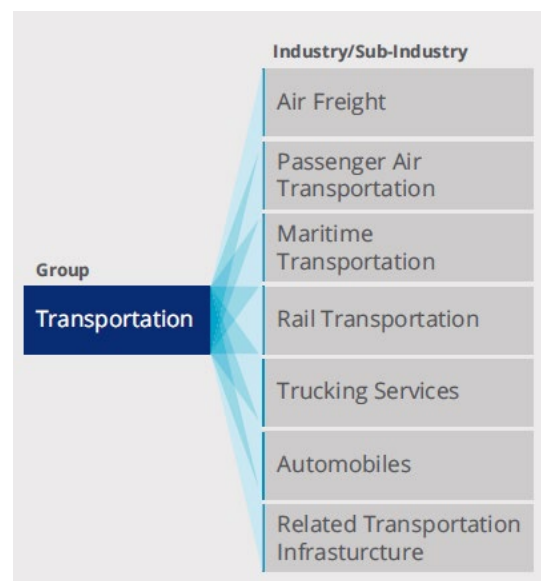 Industry/Sub-Industry
Air Freight
Passenger Air
Transportation
Maritime
Transportation
Group
Transportation
Rail Transportation
Trucking Services
Automobiles
Related Transportation
Infrasturcture